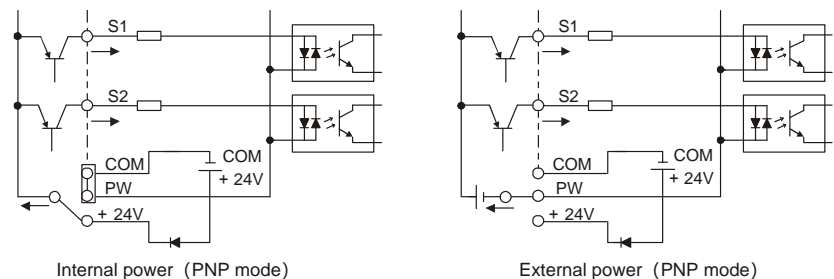 S1
S2
COM
COM
+ 24V
PW
+ 24V
Internal power (PNP mode)
S1
S2
COM
COM
+ 24V
PW
+ 24V
External power (PNP mode)